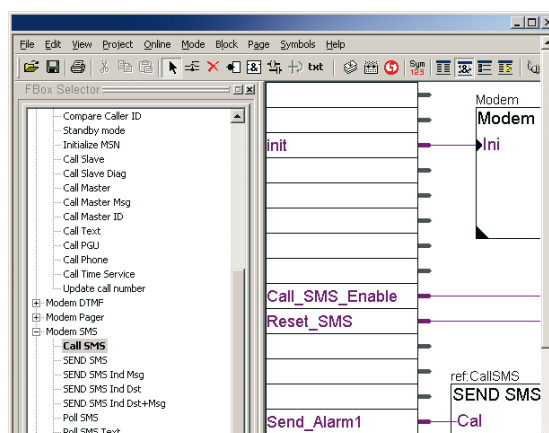 File Edit View Project Online Mode Block Page Symbols Help
txt Sym
123
FBox Selector
Compare Caller ID
Standby mode
Initialize MSN
Call Slave
Call Slave Diag
Call Master
Call Master Msg
Call Master ID
Call Text
Call PGU
Call Phone
Call Time Service
Update call number
Modem DTMF
Modem Pager
Modem SMS
Call SMS
SEND SMS
SEND SMS Ind Msg
SEND SMS Ind Dst
SEND SMS Ind Dst+Msg
Poll SMS
Poll SMS Text
Modem
Modem
init
Ini
Call_SMS_Enable
Reset_SMS
ref:CallSMS
SEND SMS
Send_Alarm1
Cal